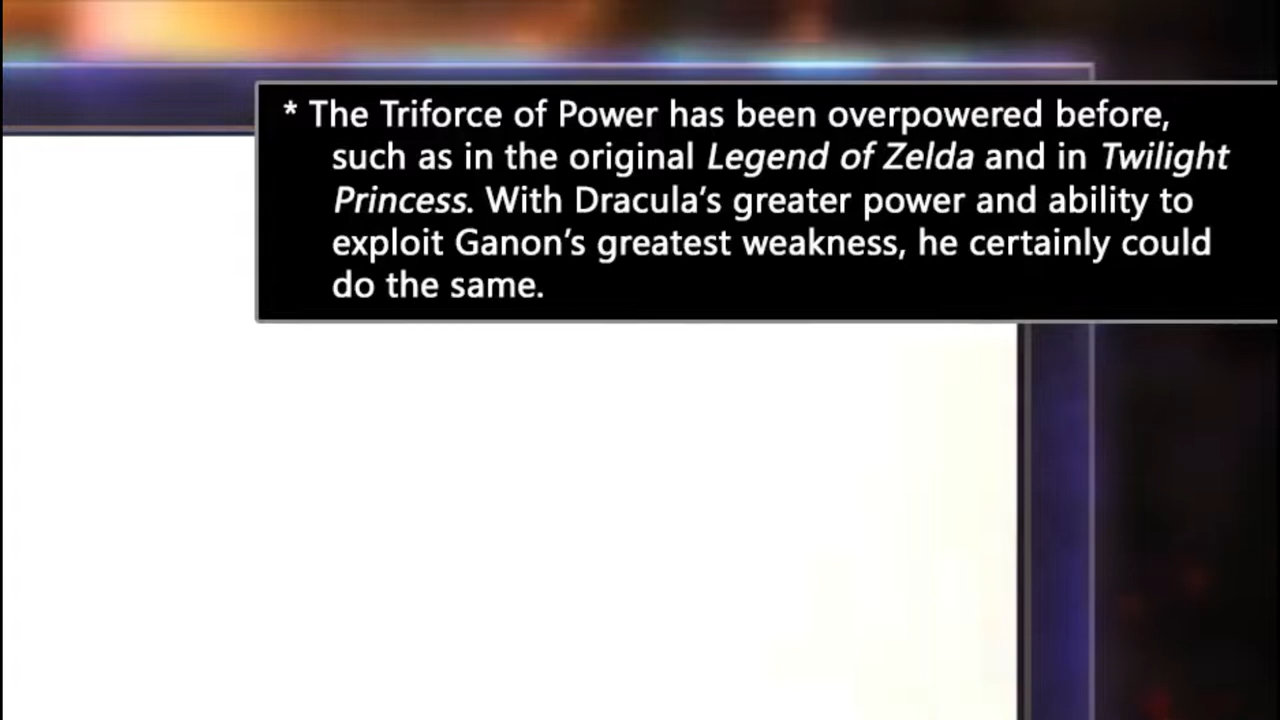 * The Triforce of Power has been overpowered before,
such as in the original Legend of Zelda and in Twilight
Princess. With Dracula’s greater power and ability to
exploit Ganon’s greatest weakness, he certainly could
do the same.